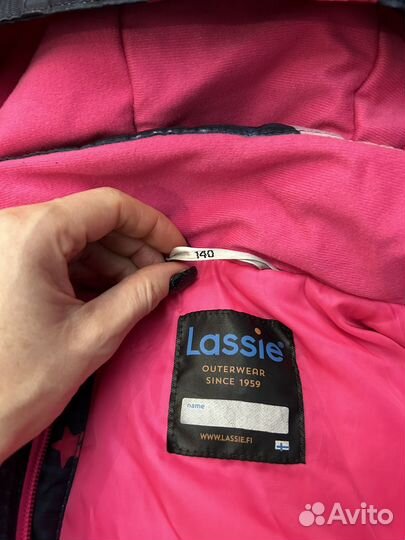 140
Lassie
OUTERWEAR
SINCE 1959
name
WWW.LASSIE.FI
Avito